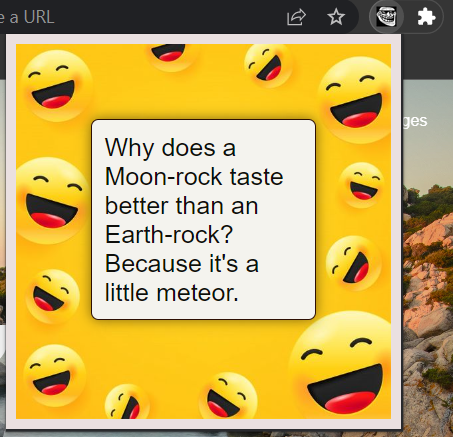 e a URL
ges
Why does a
Moon-rock taste
better than an
Earth-rock?
Because it's a
little meteor.